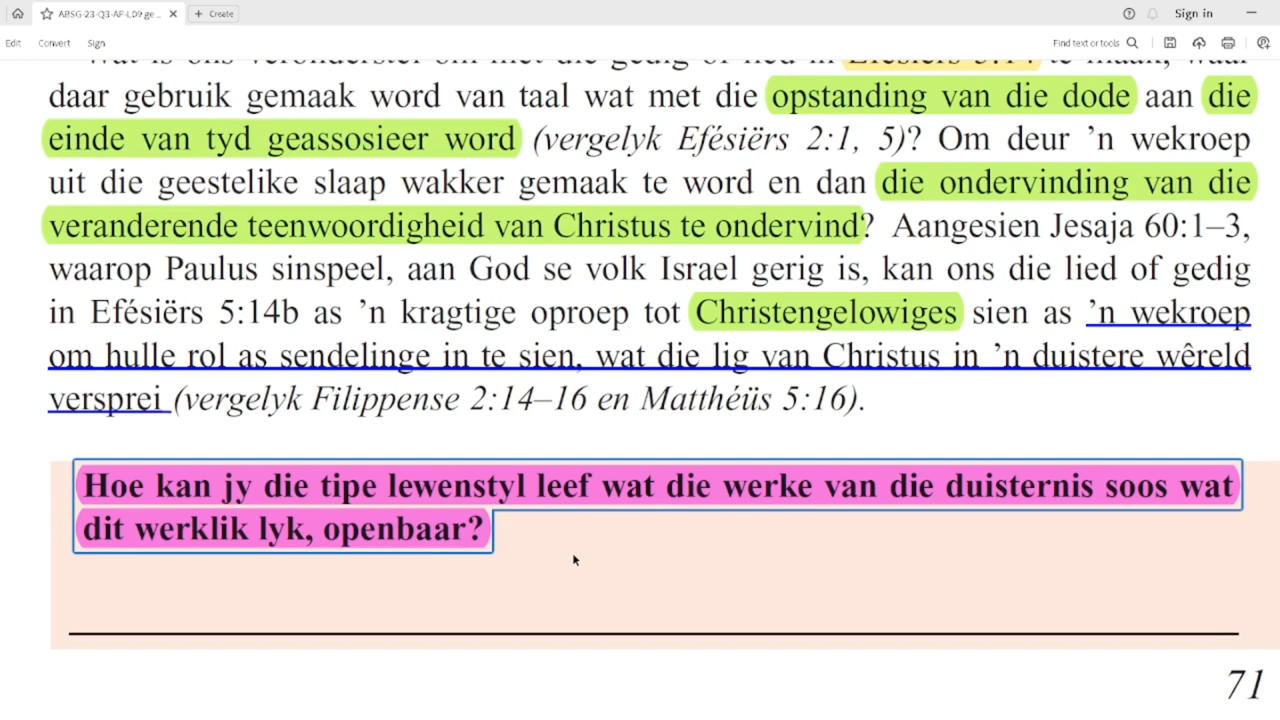 ABSG-23-Q3-AF-L09 ge...
+ Create
Sign in
Edit Convert Sign
Find text or tools
daar gebruik gemaak word van taal wat met die opstanding van die dode aan die
einde van tyd geassosieer word (vergelyk Efésiërs 2:1, 5)? Om deur ’n wekroep
uit die geestelike slaap wakker gemaak te word en dan die ondervinding van die
veranderende teenwoordigheid van Christus te ondervind? Aangesien Jesaja 60:1–3,
waarop Paulus sinspeel, aan God se volk Israel gerig is, kan ons die lied of gedig
in Efésiërs 5:14b as ’n kragtige oproep tot Christengelowiges sien as ’n wekroep
om hulle rol as sendelinge in te sien, wat die lig van Christus in ’n duistere wêreld
versprei (vergelyk Filippense 2:14–16 en Matthéüs 5:16).
Hoe kan jy die tipe lewenstyl leef wat die werke van die duisternis soos wat
dit werklik lyk, openbaar?
71